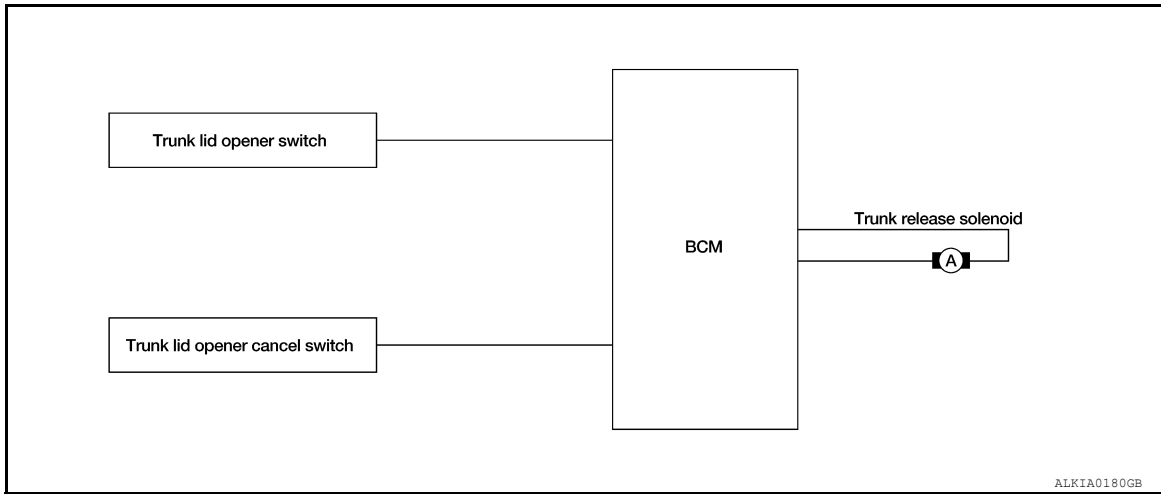 Trunk lid opener switch
Trunk release solenoid
BCM
A
Trunk lid opener cancel switch
ALKIA0180GB